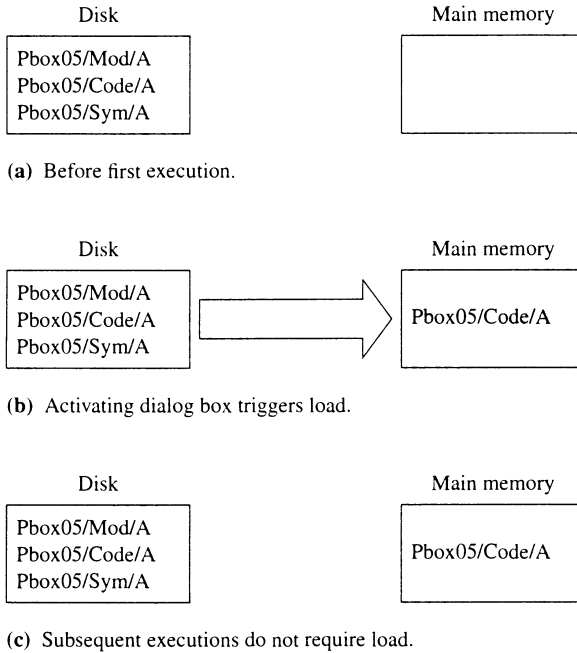 Disk
Main memory
Pbox05/Mod/A
Pbox05/Code/A
Pbox05/Sym/A
(a) Before first execution.
Disk
Main memory
Pbox05/Mod/A
Pbox05/Code/A
Pbox05/Sym/A
Pbox05/Code/A
(b) Activating dialog box triggers load.
Disk
Main memory
Pbox05/Mod/A
Pbox05/Code/A
Pbox05/Sym/A
Pbox05/Code/A
(c) Subsequent executions do not require load.